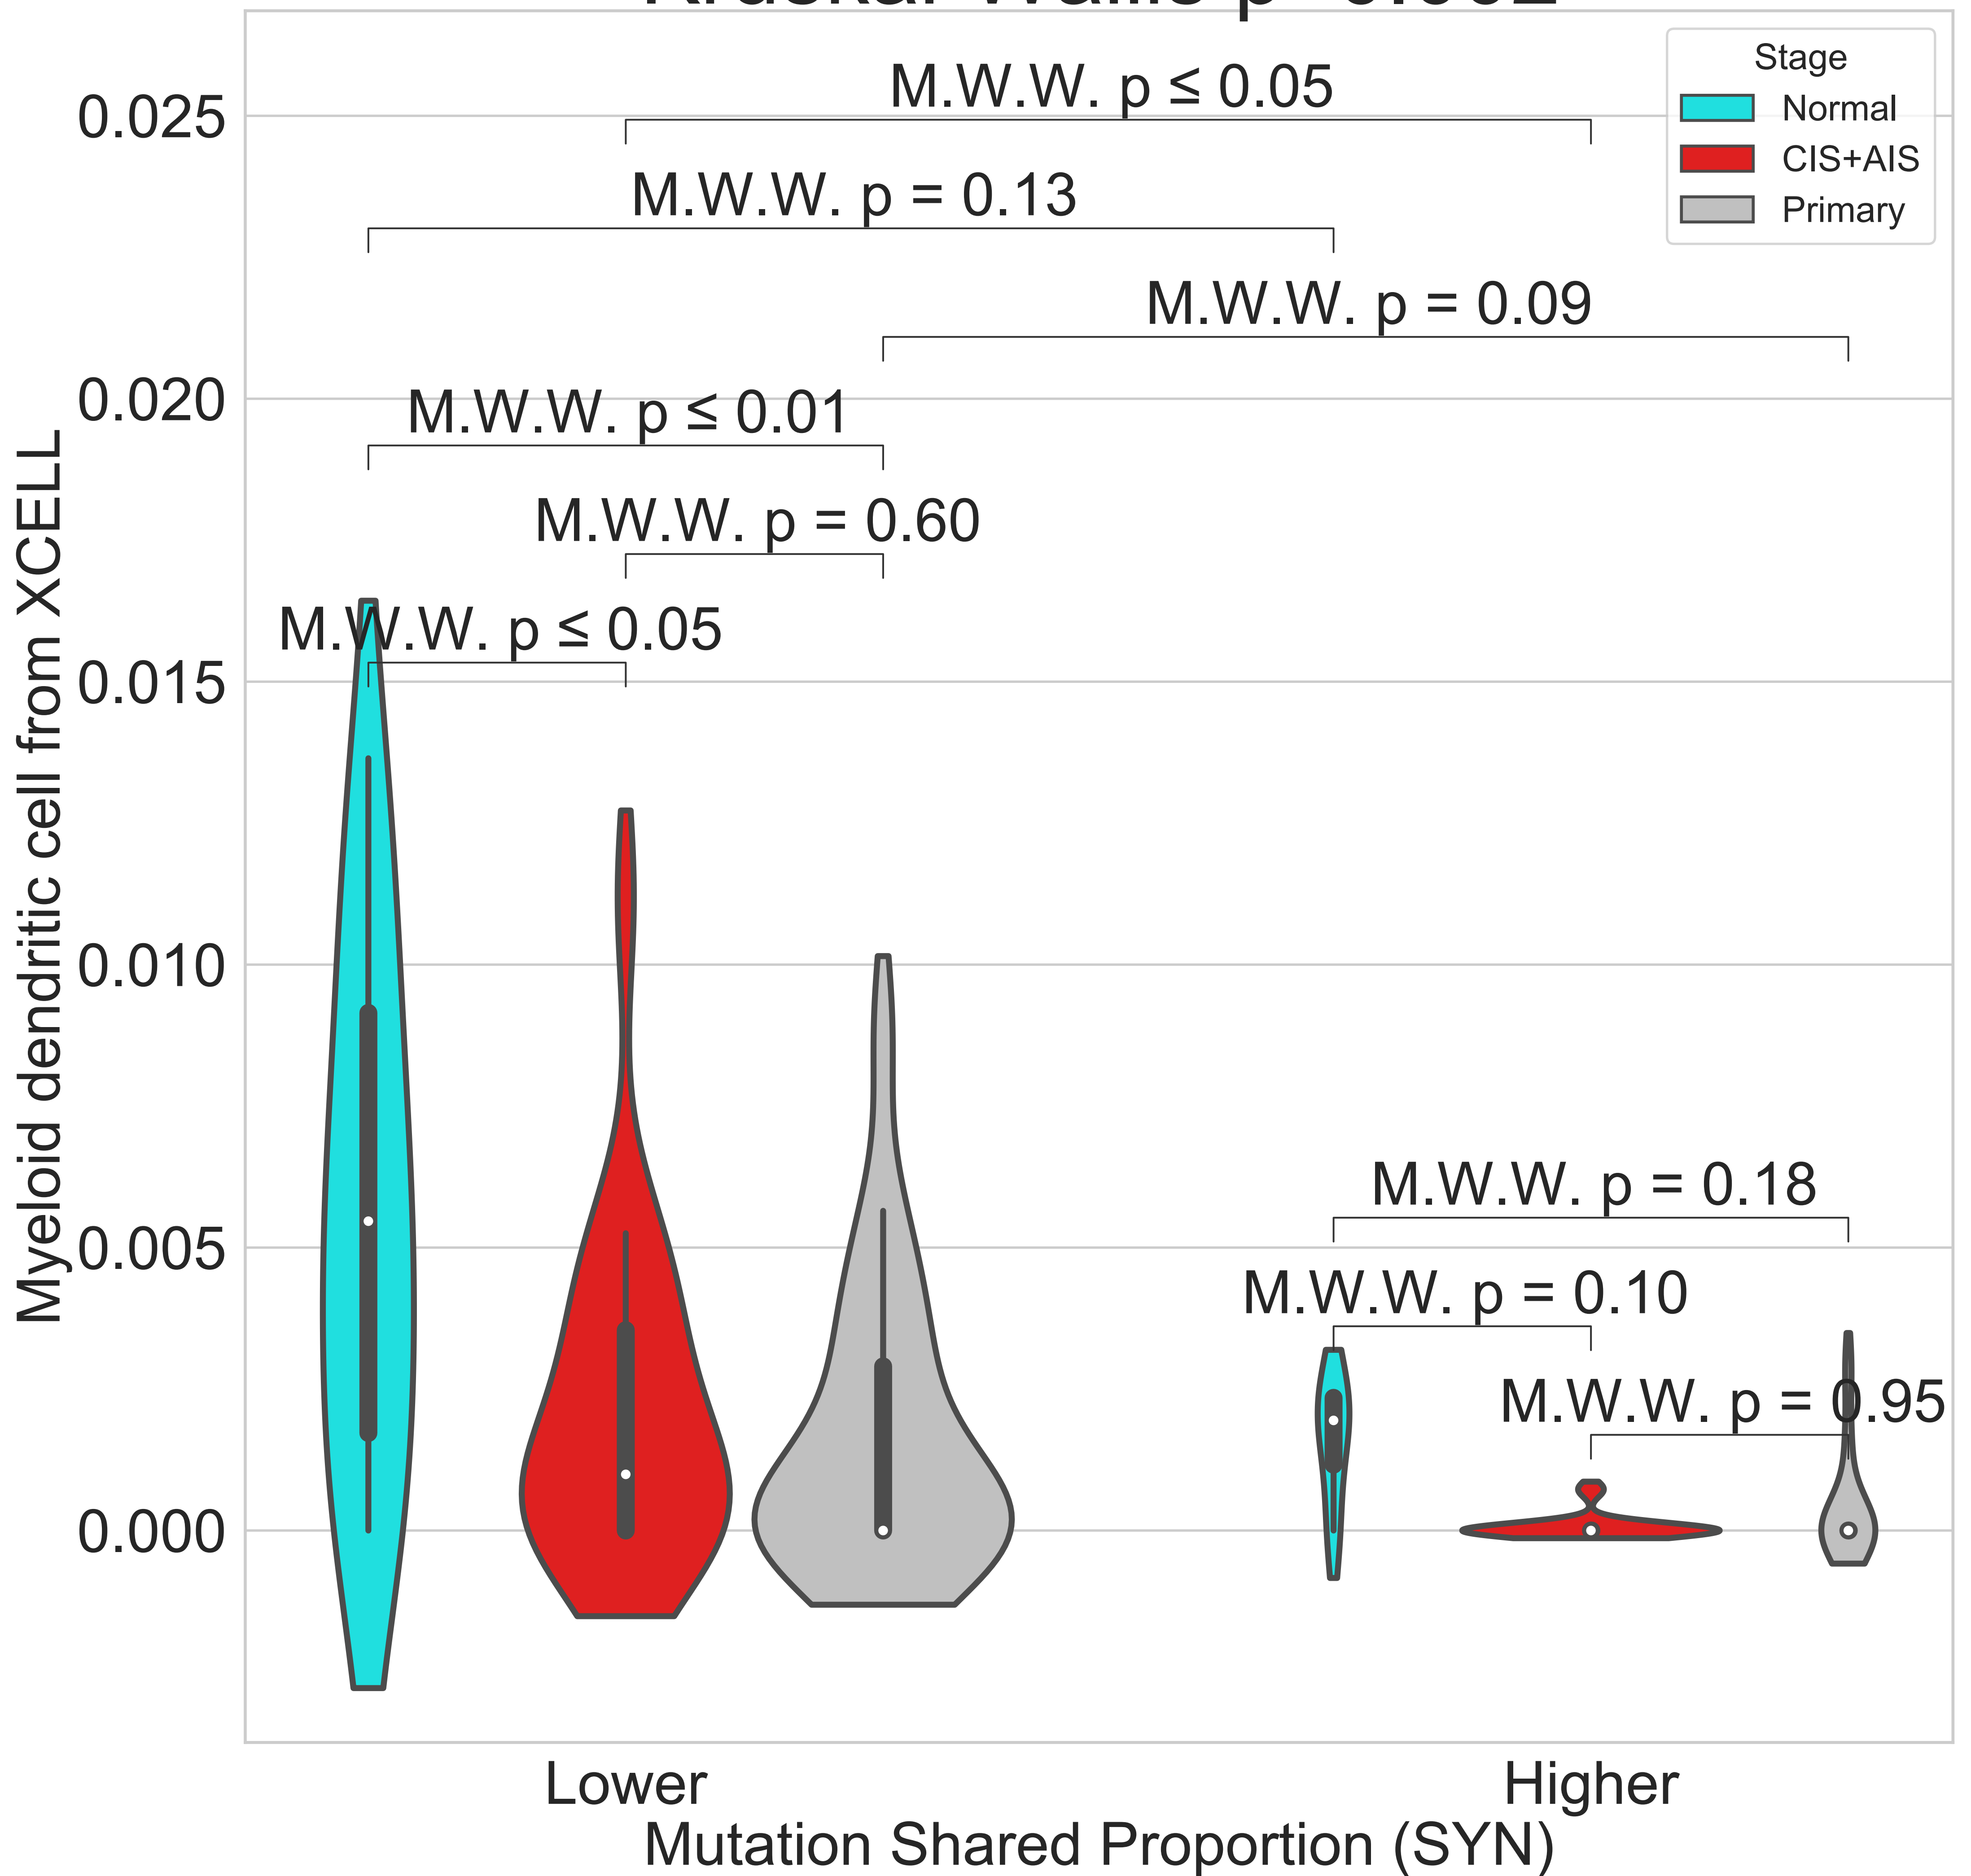 Stage
Normal
CIS+AIS
Primary
M.W.W. p ≤ 0.05
M.W.W. p = 0.13
M.W.W. p = 0.09
M.W.W. p ≤ 0.01
M.W.W. p = 0.60
M.W.W. p ≤ 0.05
M.W.W. p = 0.18
M.W.W. p = 0.10
M.W.W. p = 0.95
0.025
0.020
0.015
0.010
0.005
0.000
Myeloid dendritic cell from XCELL
Lower
Higher
Mutation Shared Proportion (SYN)